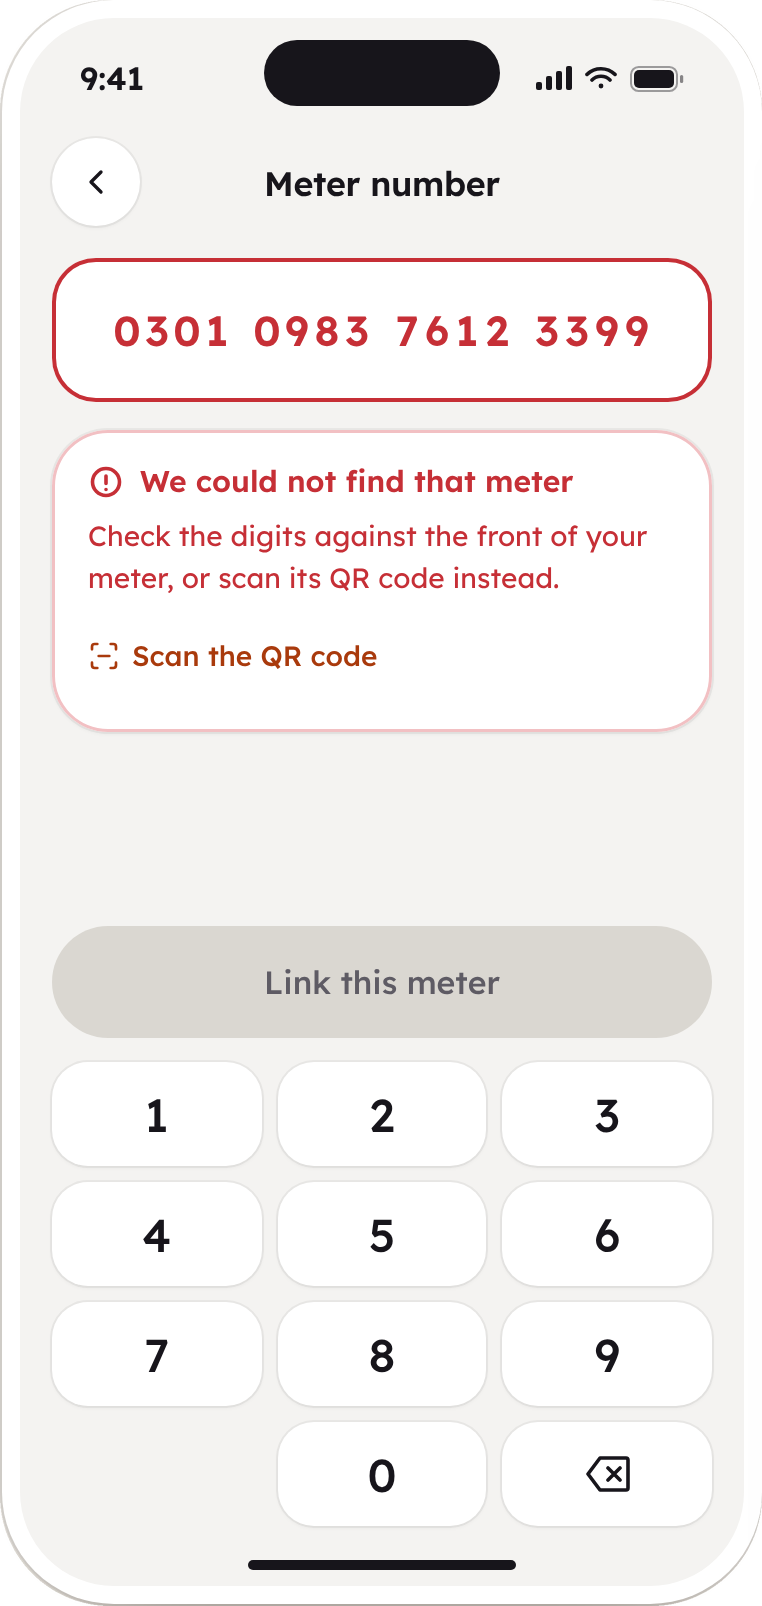 9:41
Meter number
0301 0983 7612 3399
We could not find that meter
Check the digits against the front of your
meter, or scan its QR code instead.
Scan the QR code
Link this meter
1 2 3
4 5 6
7 8 9
0